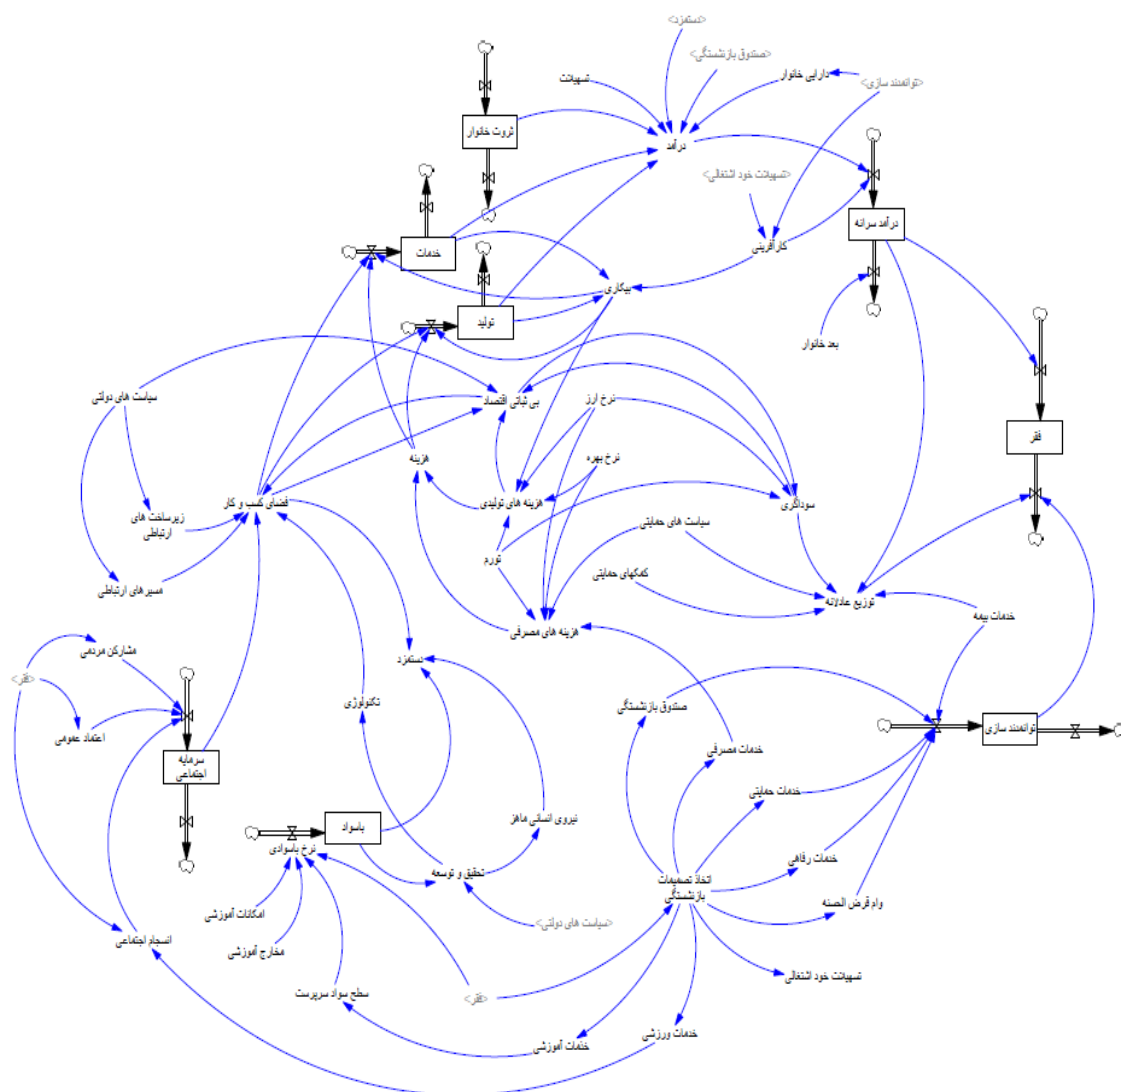 <دستمزد>
<صندوق بازنشستگی>
تسهیلات
دارایی خانوار
<توانمند سازی>
ثروت خانوار
درآمد
<تسهیلات خود اشتغالی>
درآمد سرانه
خدمات
کارآفرینی
بیکاری
تولید
بعد خانوار
سیاست های دولتی
بی ثباتی اقتصاد
نرخ ارز
فقر
هزینه
نرخ بهره
فضای کسب و کار
هزینه های تولیدی
سوداگری
زیرساخت های
ارتباطی
سیاست های حمایتی
تورم
مسیرهای ارتباطی
کمکهای حمایتی
توزیع عادلانه
خدمات بیمه
هزینه های مصرفی
مشارکن مردمی
<فقر>
دستمزد
تکنولوژی
صندوق بازنشستگی
اعتماد عمومی
توانمند سازی
سرمایه
اجتماعی
خدمات مصرفی
خدمات حمایتی
باسواد
نیروی انسانی ماهز
نرخ باسوادی
خدمات رفاهی
تحقیق و توسعه
اتخاذ تصمیمات
بازنشستگی
وام قرض الحسنه
امکانات آموزشی
<سیاست های دولتی>
انسجام اجتماعی
مخارج آموزشی
تسهیلات خود اشتغالی
سطح سواد سرپرست
<فقر>
خدمات ورزشی
خدمات آموزشی